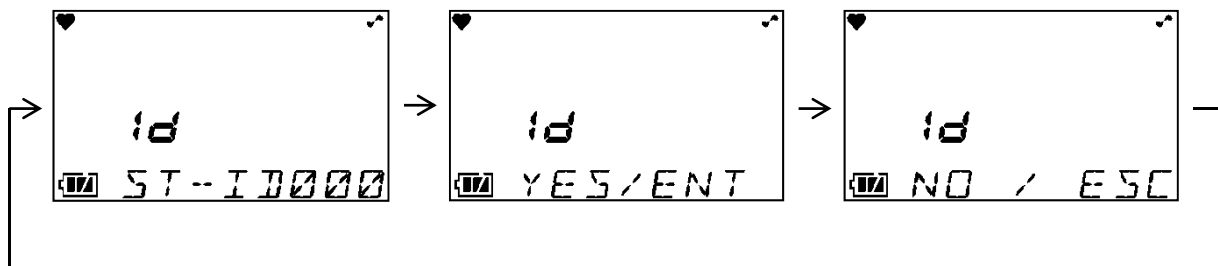 Id
ST-ID000
Id
YES/ENT
Id
NO / ESC